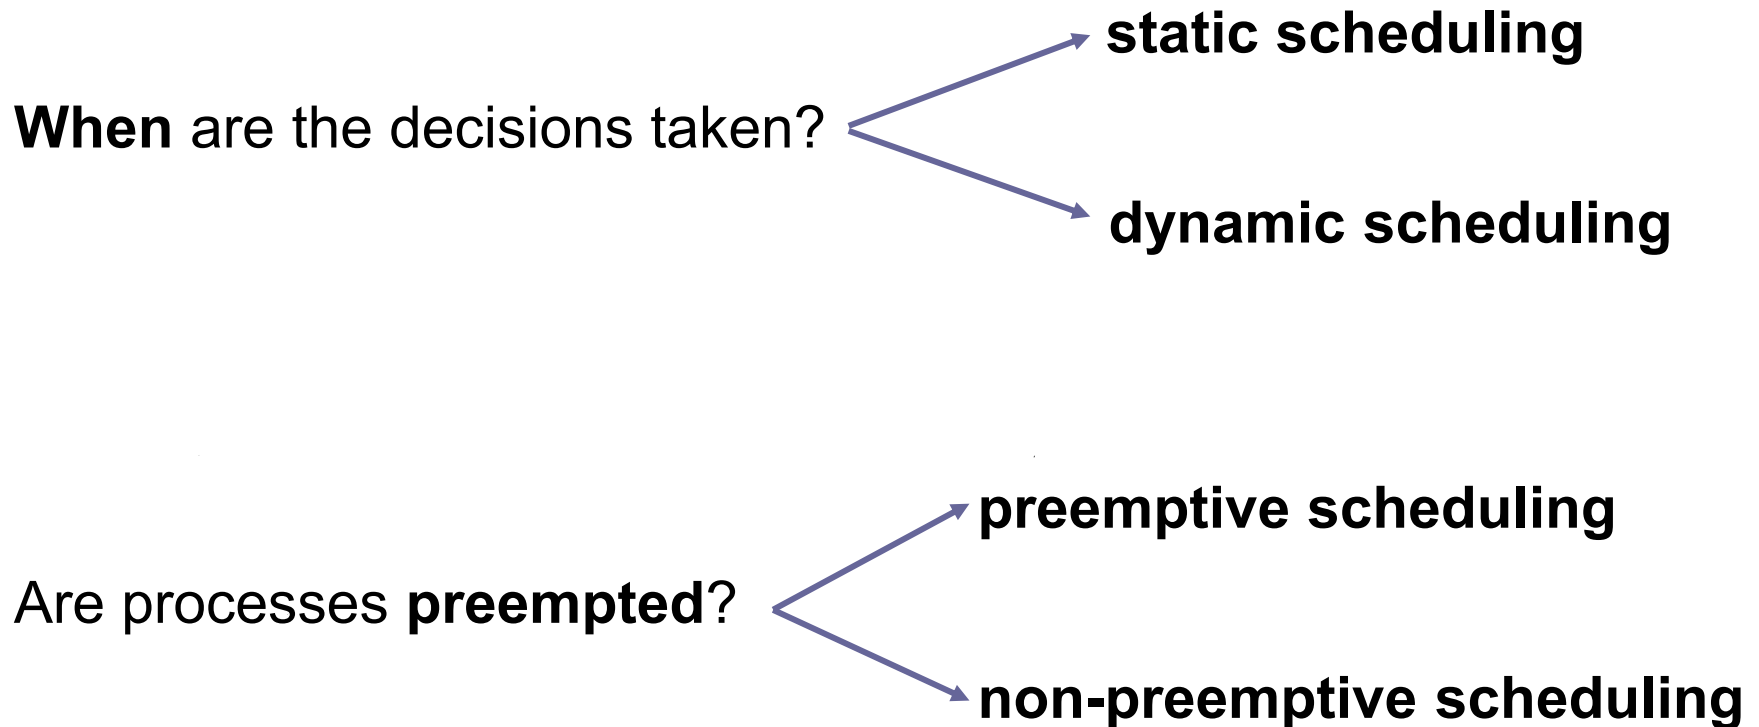 static scheduling
When are the decisions taken?
dynamic scheduling
preemptive scheduling
Are processes preempted?
non-preemptive scheduling